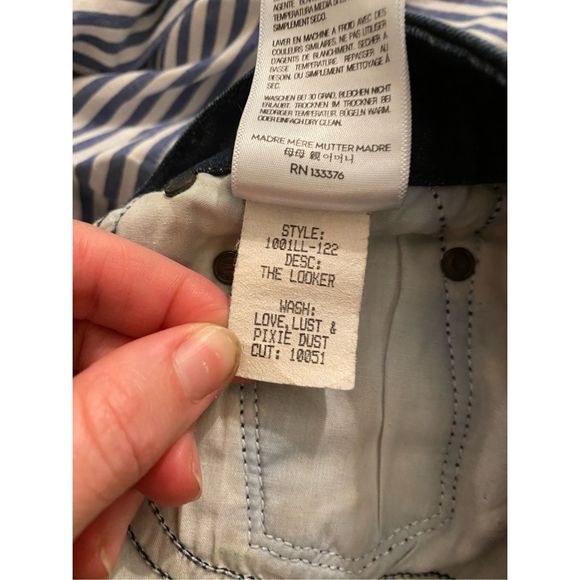 AGENTE
TEMPERATURA MEDIA
SIMPLEMENT SECO.
LAVER EN MACHINE A FROID AVEC DES
COULEURS SIMILAIRES. NE PAS UTILISER
D'AGENTS DE BLANCHIMENT. SECHER A
BASSE TEMPERATURE. REPASSER AU
BESOIN. OU SIMPLEMENT NETTOYAGE A
SEC.
WASCHEN BEI 30 GRAD, BLEICHEN NICHT
ERLAUBT. TROCKNEN IM TROCKNER BEI
NIEDRIGER TEMPERATUR. BÜGELN WARM.
ODER EINFACH DRY CLEAN.
MADRE MÈRE MUTTER MADRE
母母 親 어머니
RN 133376
STYLE:
1001LL-122
DESC:
THE LOOKER
WASH:
LOVE, LUST &
PIXIE DUST
CUT: 10051